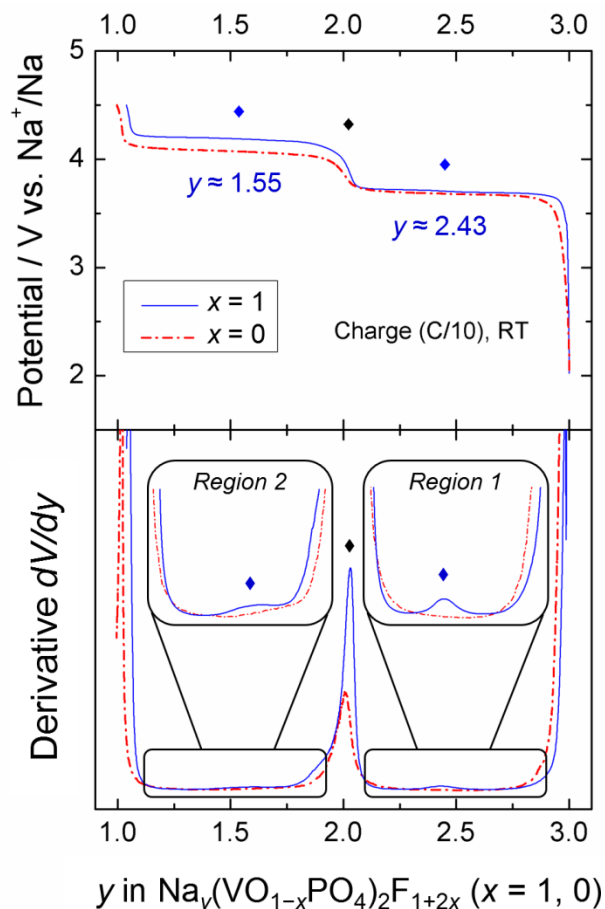 1.0 1.5 2.0 2.5 3.0
Potential / V vs. Na⁺/Na
5
4
3
2
y ≈ 1.55
y ≈ 2.43
x = 1
x = 0
Charge (C/10), RT
Derivative dV/dy
Region 2
Region 1
1.0 1.5 2.0 2.5 3.0
y in Na_y(VO₁₋ₓPO₄)₂F₁₊₂ₓ (x = 1, 0)